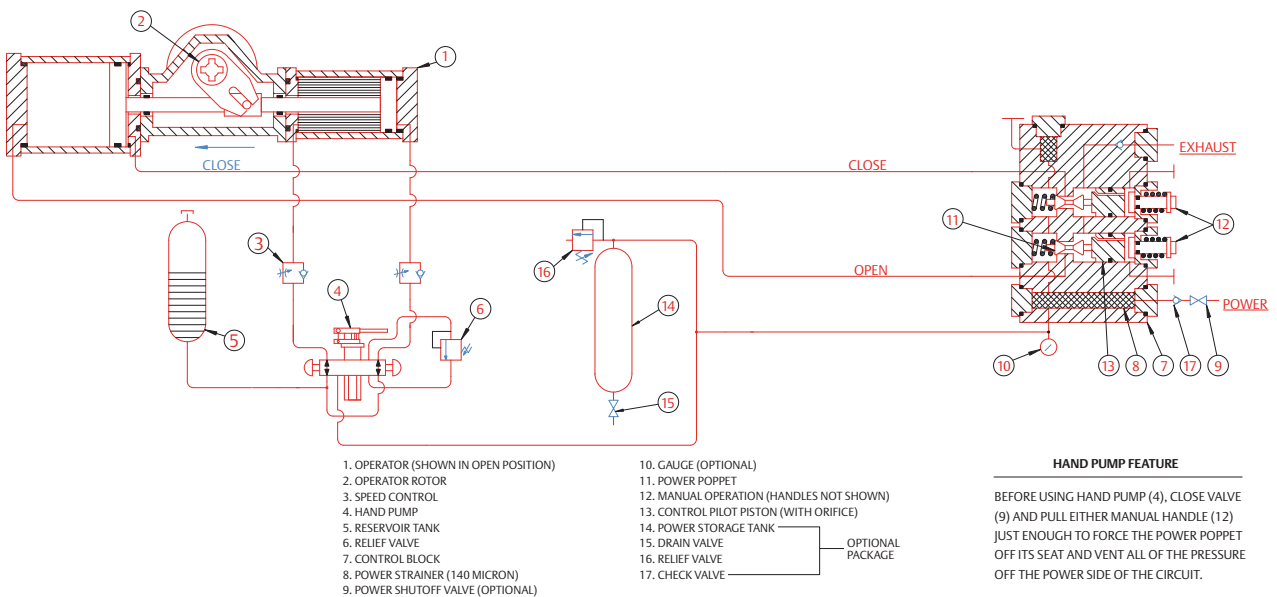 2
1
CLOSE
CLOSE
EXHAUST
11
12
3
16
OPEN
4
14
6
POWER
5
10
13
8
7
17
9
15
1. OPERATOR (SHOWN IN OPEN POSITION)
2. OPERATOR ROTOR
3. SPEED CONTROL
4. HAND PUMP
5. RESERVOIR TANK
6. RELIEF VALVE
7. CONTROL BLOCK
8. POWER STRAINER (140 MICRON)
9. POWER SHUTOFF VALVE (OPTIONAL)
10. GAUGE (OPTIONAL)
11. POWER POPPET
12. MANUAL OPERATION (HANDLES NOT SHOWN)
13. CONTROL PILOT PISTON (WITH ORIFICE)
14. POWER STORAGE TANK
15. DRAIN VALVE
16. RELIEF VALVE
17. CHECK VALVE
OPTIONAL
PACKAGE
HAND PUMP FEATURE
BEFORE USING HAND PUMP (4), CLOSE VALVE
(9) AND PULL EITHER MANUAL HANDLE (12)
JUST ENOUGH TO FORCE THE POWER POPPET
OFF ITS SEAT AND VENT ALL OF THE PRESSURE
OFF THE POWER SIDE OF THE CIRCUIT.